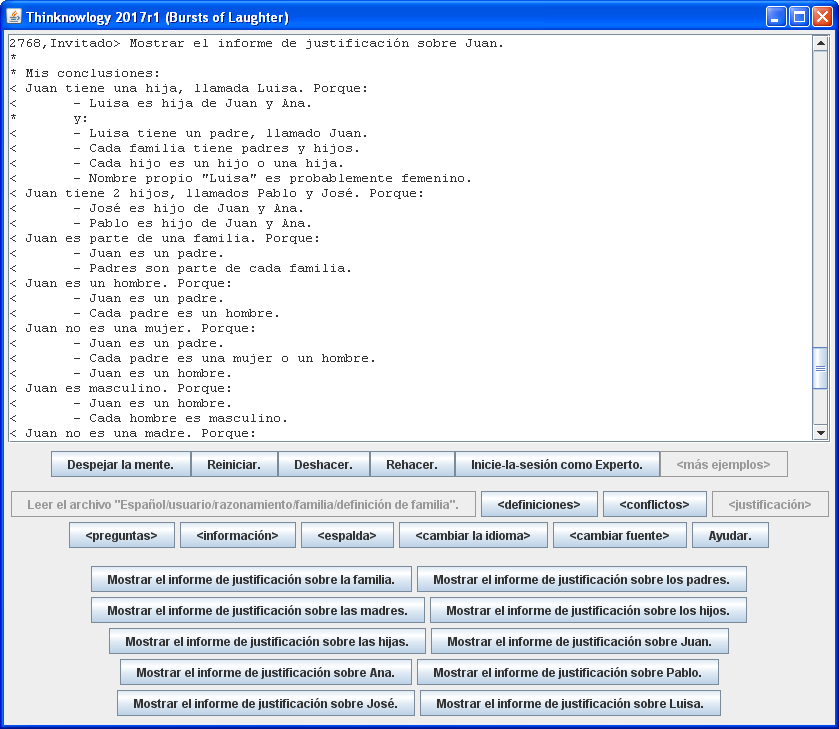 Thinknowlogy 2017r1 (Bursts of Laughter)
2768,Invitado> Mostrar el informe de justificación sobre Juan.
*
* Mis conclusiones:
< Juan tiene una hija, llamada Luisa. Porque:
< - Luisa es hija de Juan y Ana.
* y:
< - Luisa tiene un padre, llamado Juan.
< - Cada familia tiene padres y hijos.
< - Cada hijo es un hijo o una hija.
< - Nombre propio "Luisa" es probablemente femenino.
< Juan tiene 2 hijos, llamados Pablo y José. Porque:
< - José es hijo de Juan y Ana.
< - Pablo es hijo de Juan y Ana.
< Juan es parte de una familia. Porque:
< - Juan es un padre.
< - Padres son parte de cada familia.
< Juan es un hombre. Porque:
< - Juan es un padre.
< - Cada padre es un hombre.
< Juan no es una mujer. Porque:
< - Juan es un padre.
< - Cada padre es una mujer o un hombre.
< - Juan es un hombre.
< Juan es masculino. Porque:
< - Juan es un hombre.
< - Cada hombre es masculino.
< Juan no es una madre. Porque:
Despejar la mente. Reiniciar. Deshacer. Rehacer. Inicie-la-sesión como Experto. <más ejemplos>
Leer el archivo "Español/usuario/razonamiento/familia/definición de familia". <definiciones> <conflictos> <justificación>
<preguntas> <información> <espalda> <cambiar la idioma> <cambiar fuente> Ayudar.
Mostrar el informe de justificación sobre la familia. Mostrar el informe de justificación sobre los padres.
Mostrar el informe de justificación sobre las madres. Mostrar el informe de justificación sobre los hijos.
Mostrar el informe de justificación sobre las hijas. Mostrar el informe de justificación sobre Juan.
Mostrar el informe de justificación sobre Ana. Mostrar el informe de justificación sobre Pablo.
Mostrar el informe de justificación sobre José. Mostrar el informe de justificación sobre Luisa.